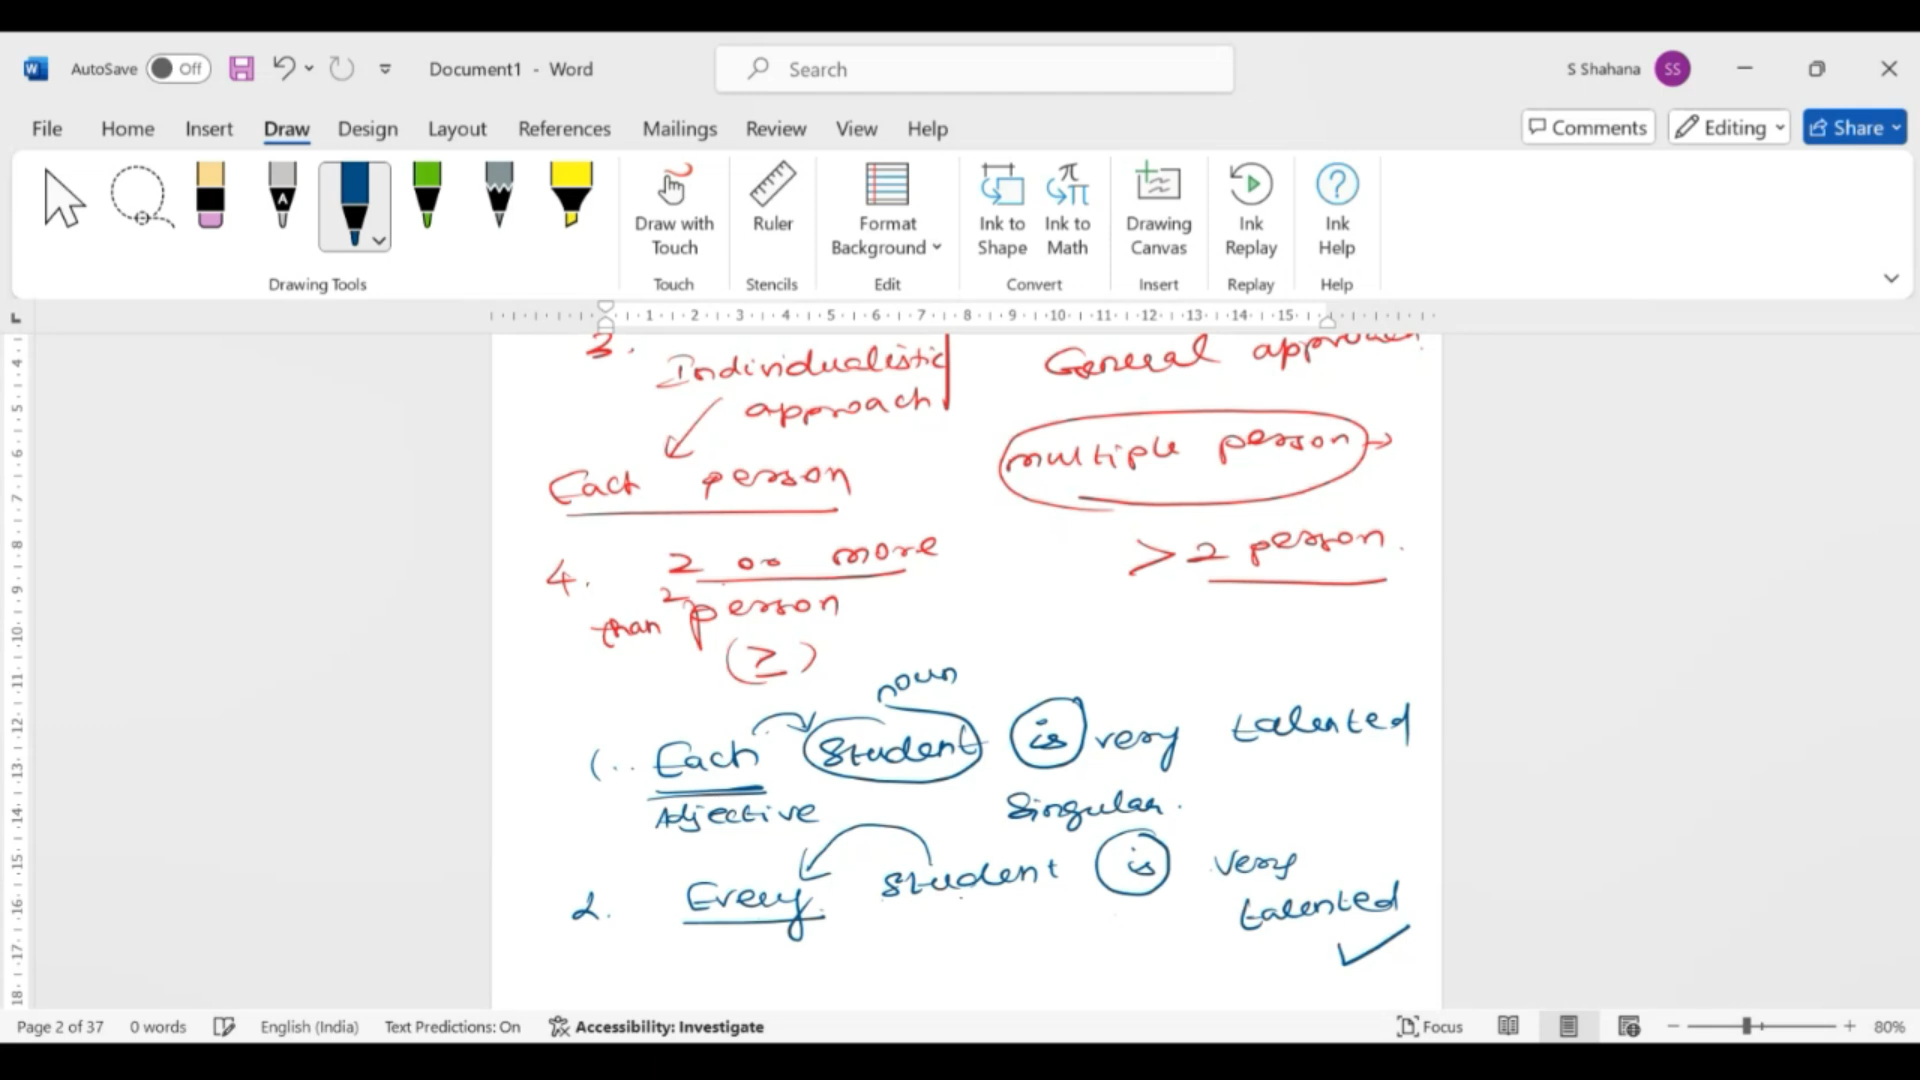 AutoSave Off Document1 - Word Search S Shahana SS
File Home Insert Draw Design Layout References Mailings Review View Help Comments Editing Share
Draw with Touch Ruler Format Background Ink to Shape Ink to Math Drawing Canvas Ink Replay Ink Help
Drawing Tools Touch Stencils Edit Convert Insert Replay Help
3. Individualistic General
approach
Each person multiple person
4. 2 or more > 2 person.
than 2 person
(≥)
noun
1.. Each student is very talented
Adjective Singular.
2. Every student is very
talented
Page 2 of 37 0 words English (India) Text Predictions: On Accessibility: Investigate Focus 80%